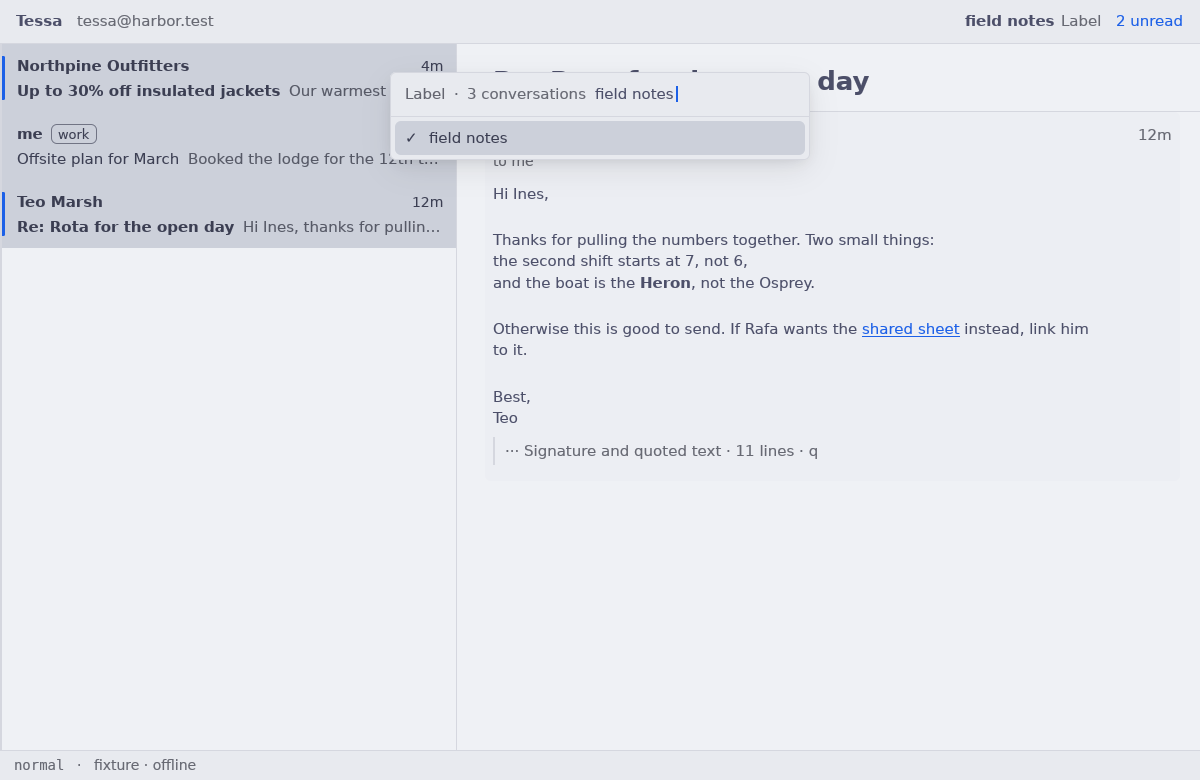 Tessa tessa@harbor.test field notes Label 2 unread
Northpine Outfitters 4m
Up to 30% off insulated jackets Our warmest
me work
Offsite plan for March Booked the lodge for the 12th t…
Teo Marsh 12m
Re: Rota for the open day Hi Ines, thanks for pullin…
day
Label · 3 conversations field notes
✓ field notes
12m
to me
Hi Ines,
Thanks for pulling the numbers together. Two small things:
the second shift starts at 7, not 6,
and the boat is the Heron, not the Osprey.
Otherwise this is good to send. If Rafa wants the shared sheet instead, link him
to it.
Best,
Teo
··· Signature and quoted text · 11 lines · q
normal · fixture · offline